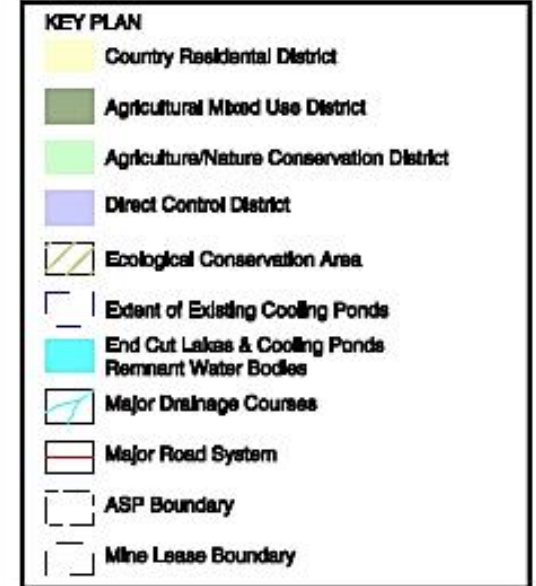 KEY PLAN
Country Residental District
Agricultural Mixed Use District
Agriculture/Nature Conservation District
Direct Control District
Ecological Conservation Area
Extent of Existing Cooling Ponds
End Cut Lakes & Cooling Ponds
Remnant Water Bodies
Major Drainage Courses
Major Road System
ASP Boundary
Mine Lease Boundary